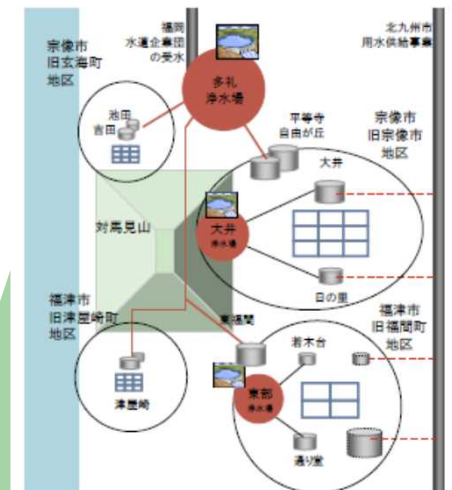 宗像市
旧玄海町
地区
福岡
水道企業団
の受水
北九州市
用水供給事業
多礼
浄水場
池田
吉田
平等寺
自由が丘
宗像市
旧宗像市
地区
大井
対馬見山
大井
浄水場
日の里
福津市
旧津屋崎町
地区
東福間
福津市
旧福間町
地区
若木台
津屋崎
東部
浄水場
通り堂